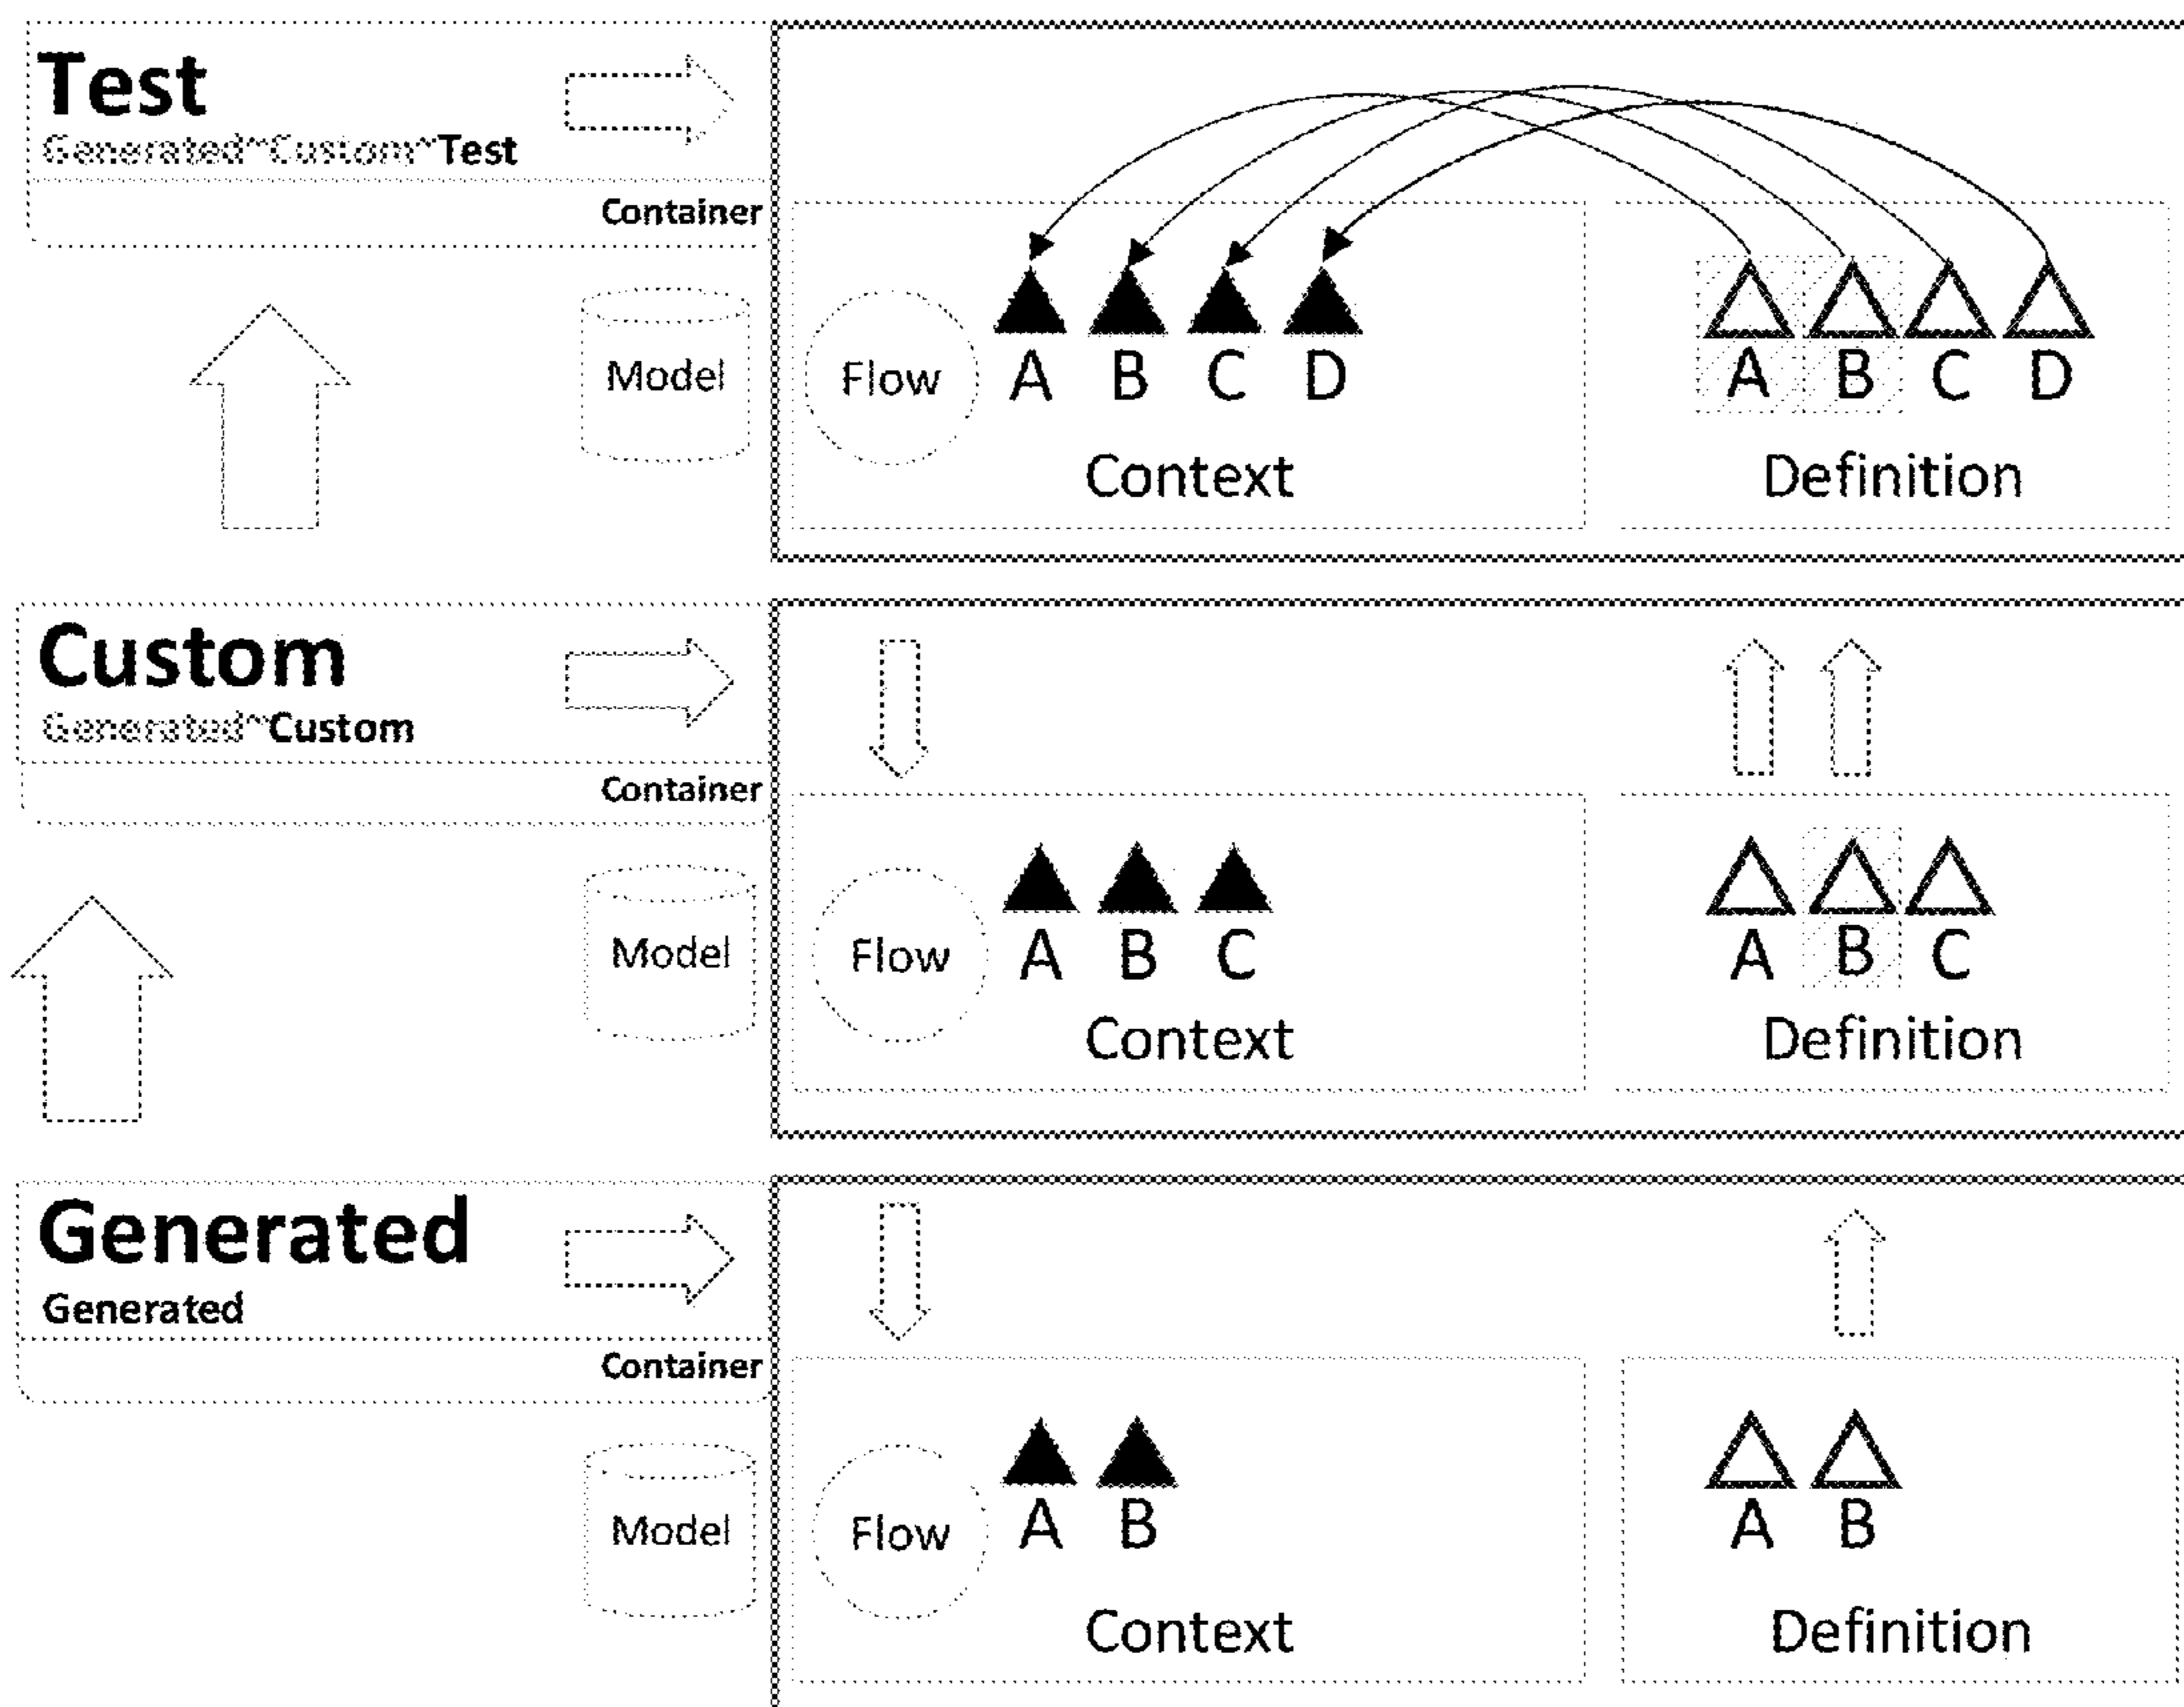 Test
Generated~Custom~Test
Container
Model
Flow
A B C D
Context
A B C D
Definition
Custom
Generated~Custom
Container
Model
Flow
A B C
Context
A B C
Definition
Generated
Generated
Container
Model
Flow
A B
Context
A B
Definition